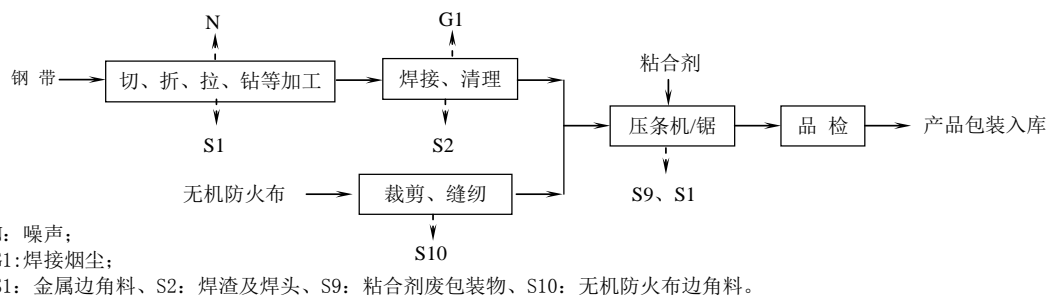 N
G1
粘合剂
钢 带
切、折、拉、钻等加工
焊接、清理
压条机/锯
品 检
产品包装入库
S1
S2
无机防火布
裁剪、缝纫
S9、S1
S10
N: 噪声;
G1:焊接烟尘;
S1: 金属边角料、S2: 焊渣及焊头、S9: 粘合剂废包装物、S10: 无机防火布边角料。